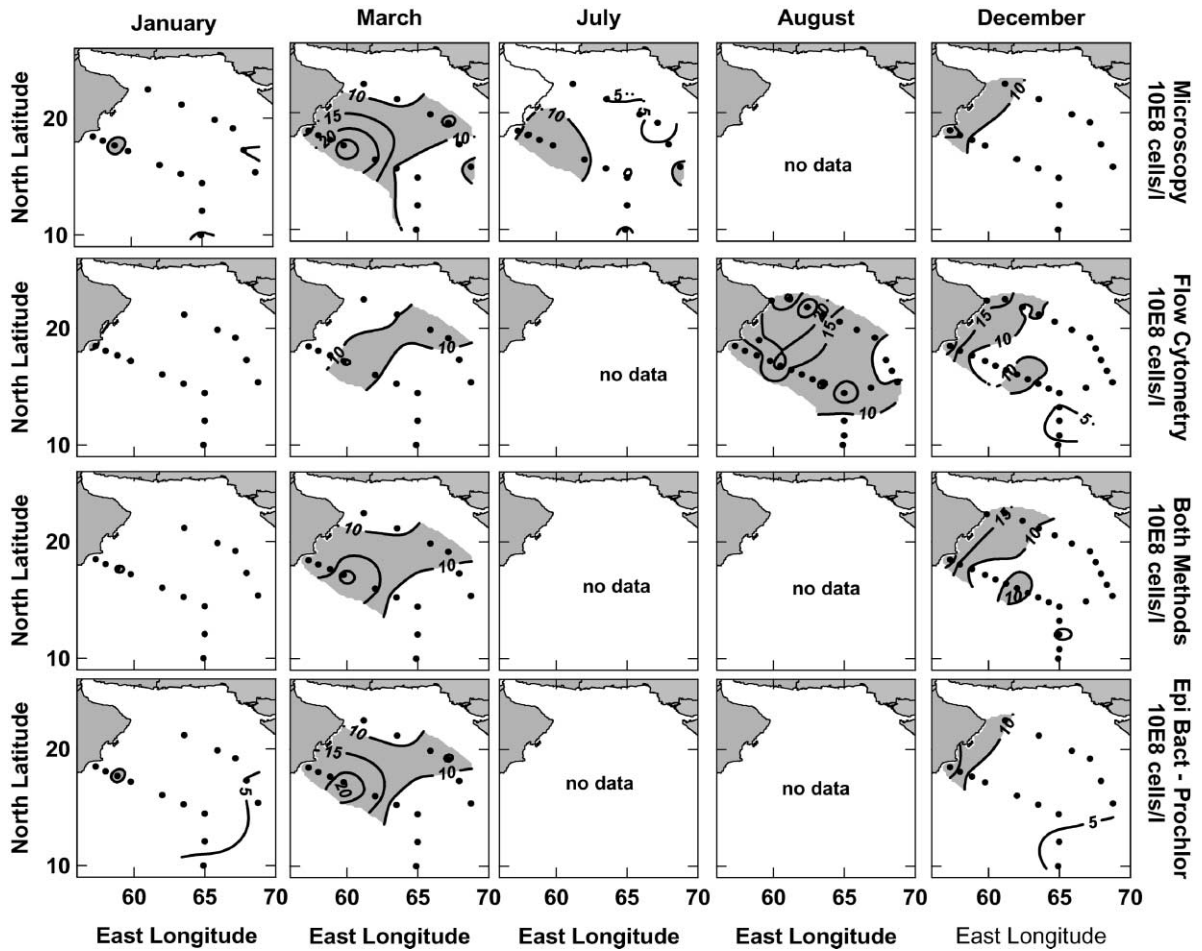 January March July August December
North Latitude
20
10
·15
10
·20
10·
·5··
5
no data
10
Microscopy
10E8 cells/l
North Latitude
20
10
10
10
no data
20
15
10
15
10
10
5·
Flow Cytometry
10E8 cells/l
North Latitude
20
10
10
10
no data
no data
15·
10
10
Both Methods
10E8 cells/l
North Latitude
20
10
5
10
15
20
10
no data
no data
10
5
Epi Bact - Prochlor
10E8 cells/l
60 65 70 60 65 70 60 65 70 60 65 70 60 65 70
East Longitude East Longitude East Longitude East Longitude East Longitude